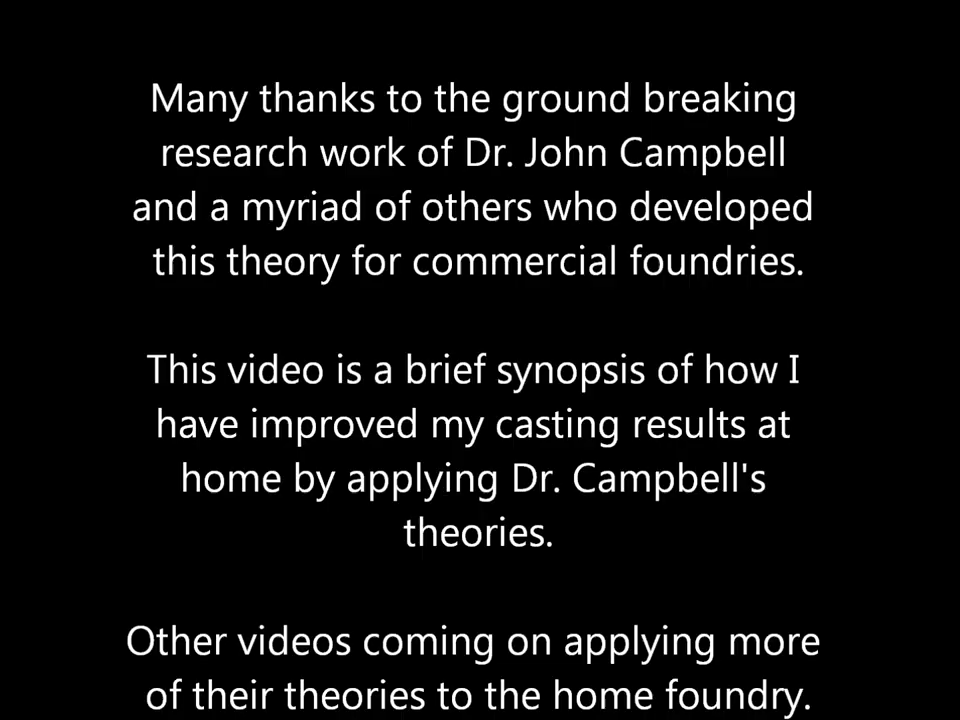 Many thanks to the ground breaking
research work of Dr. John Campbell
and a myriad of others who developed
this theory for commercial foundries.
This video is a brief synopsis of how I
have improved my casting results at
home by applying Dr. Campbell's
theories.
Other videos coming on applying more
of their theories to the home foundry.